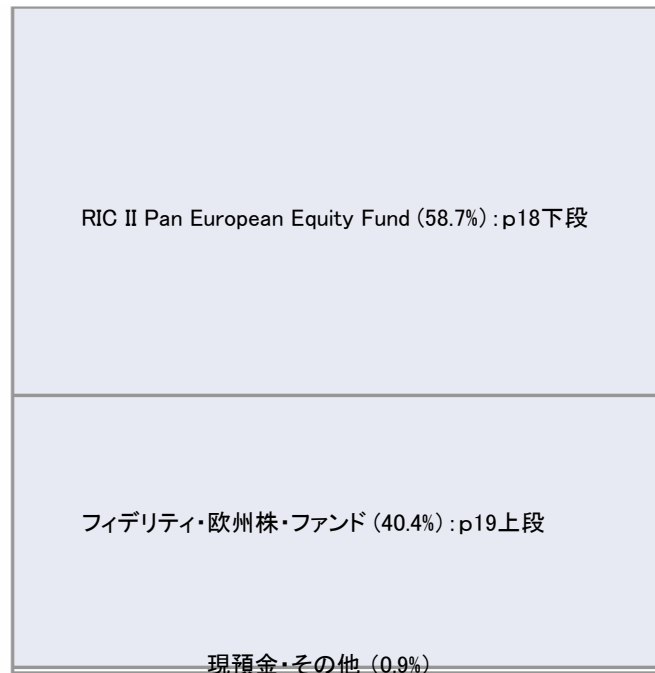 RIC II Pan European Equity Fund (58.7%)：p18下段
フィデリティ・欧州株・ファンド (40.4%)：p19上段
現預金・その他 (0.9%)